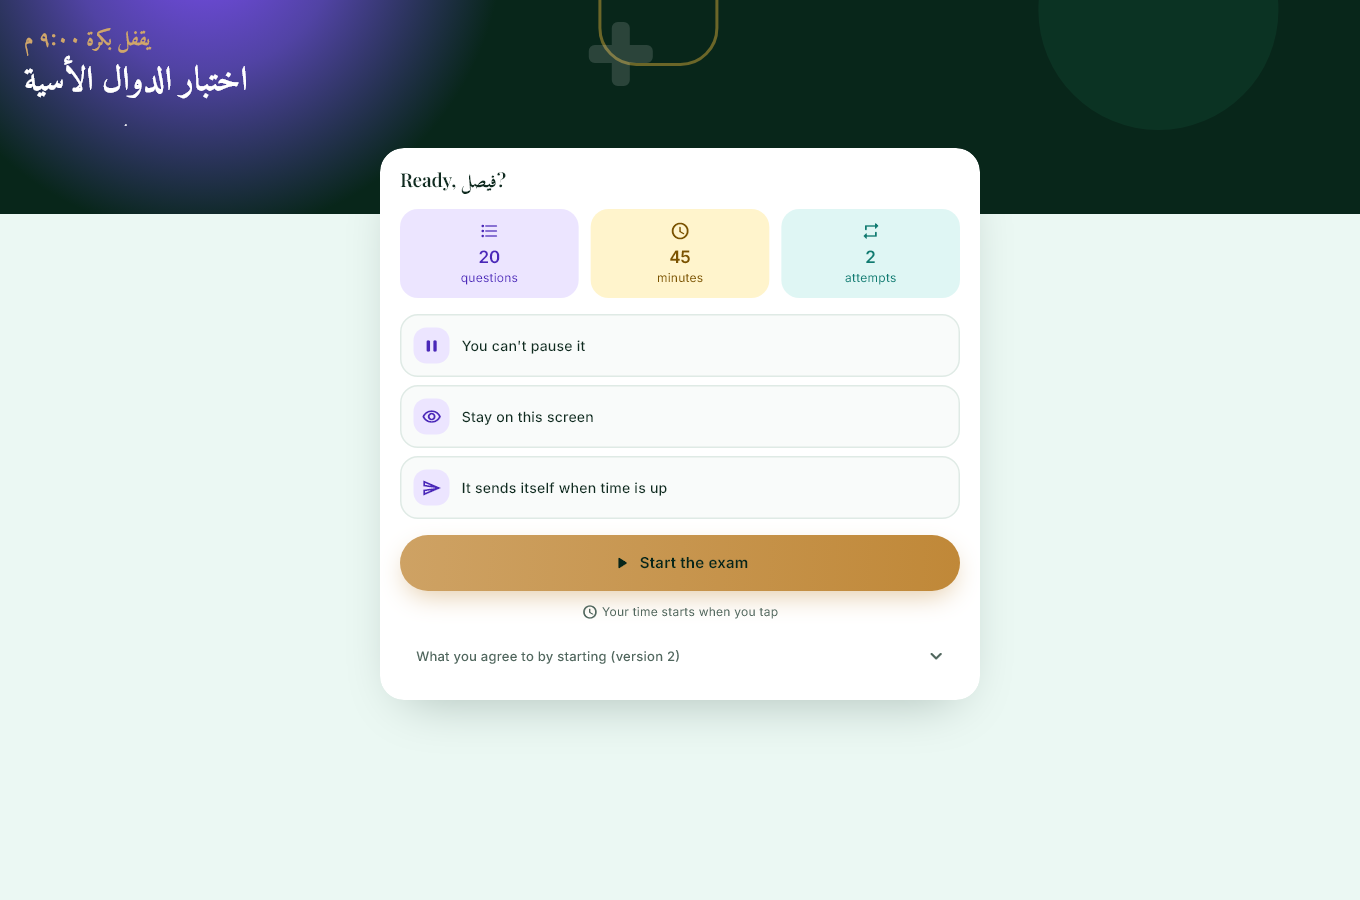 يقفل بكرة ٩:٠٠ م
اختبار الدوال الأسية
Ready, فيصل?
20
questions
45
minutes
2
attempts
You can't pause it
Stay on this screen
It sends itself when time is up
Start the exam
Your time starts when you tap
What you agree to by starting (version 2)